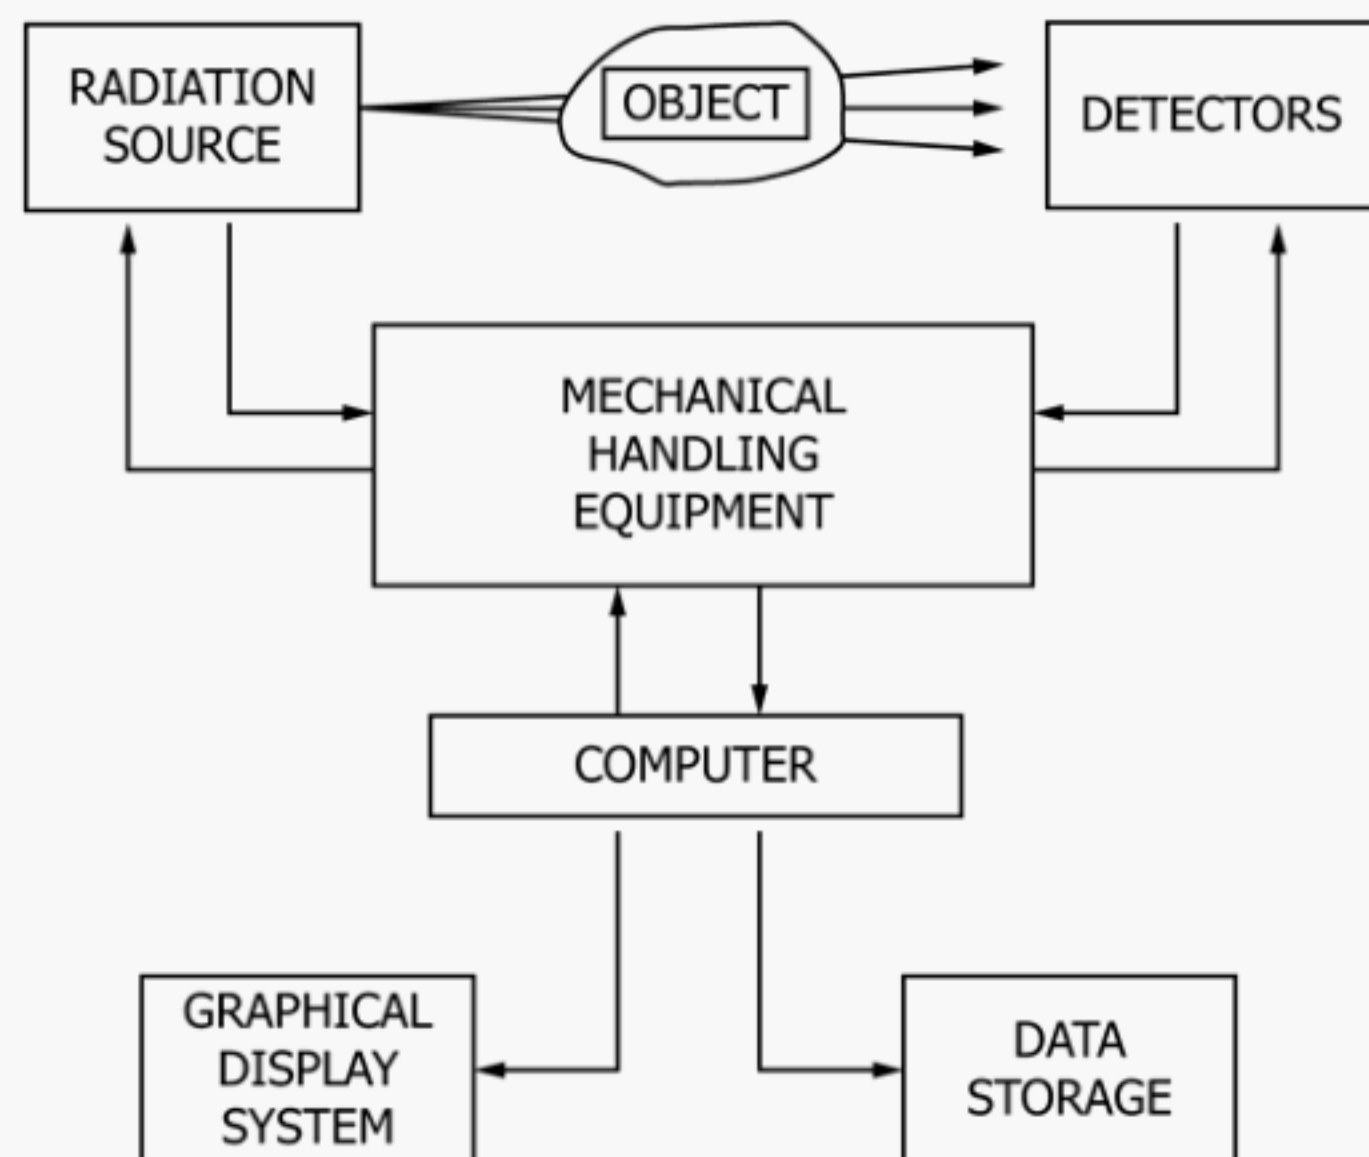 RADIATION
SOURCE
OBJECT
DETECTORS
MECHANICAL
HANDLING
EQUIPMENT
COMPUTER
GRAPHICAL
DISPLAY
SYSTEM
DATA
STORAGE